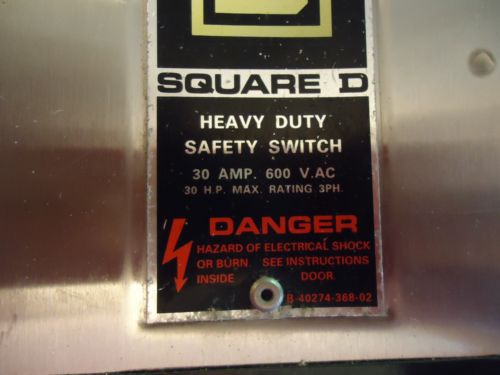 SQUARE D
HEAVY DUTY
SAFETY SWITCH
30 AMP. 600 V.AC
30 H.P. MAX. RATING 3PH.
DANGER
HAZARD OF ELECTRICAL SHOCK
OR BURN. SEE INSTRUCTIONS
INSIDE DOOR.
B-40274-368-02